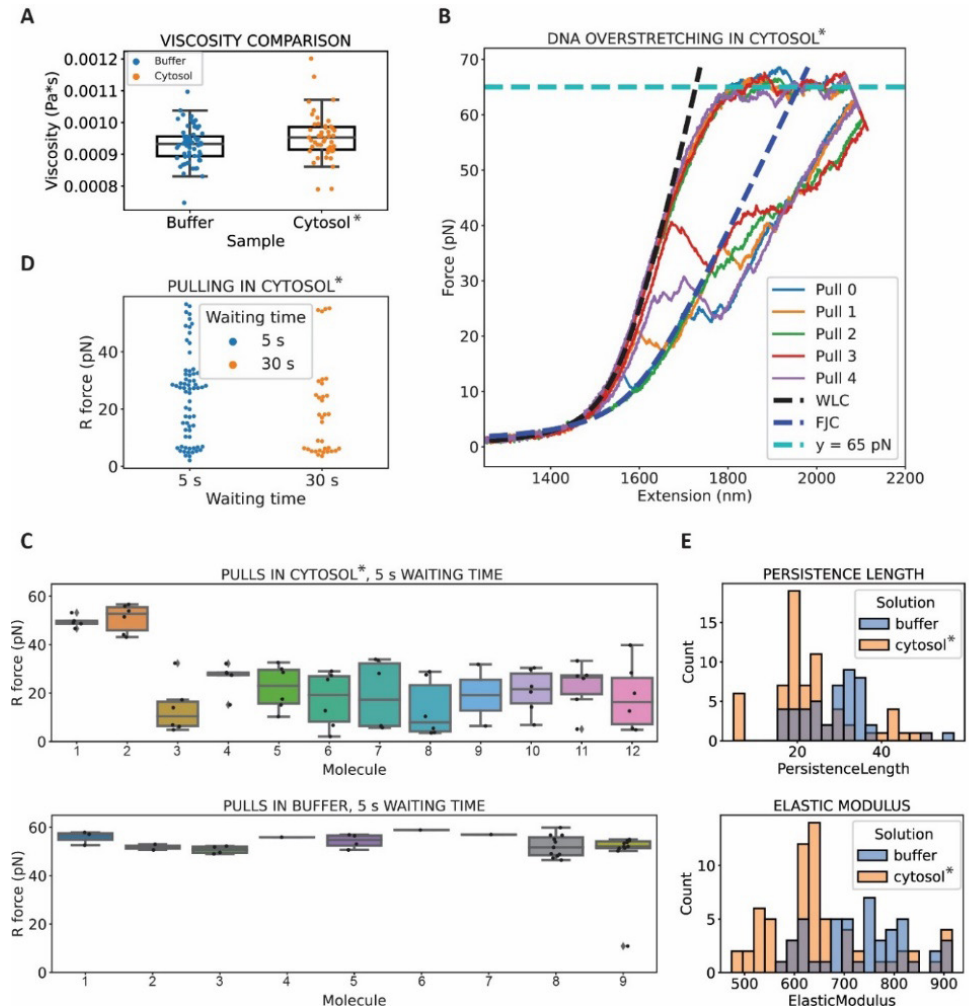 A
VISCOSITY COMPARISON
Buffer
Cytosol
Viscosity (Pa*s)
0.0012
0.0011
0.0010
0.0009
0.0008
Buffer
Cytosol*
Sample
B
DNA OVERSTRETCHING IN CYTOSOL*
Force (pN)
70
60
50
40
30
20
10
0
Pull 0
Pull 1
Pull 2
Pull 3
Pull 4
WLC
FJC
y = 65 pN
1400
1600
1800
2000
2200
Extension (nm)
D
PULLING IN CYTOSOL*
Waiting time
5 s
30 s
R force (pN)
40
20
0
5 s
30 s
Waiting time
C
PULLS IN CYTOSOL*, 5 s WAITING TIME
R force (pN)
60
40
20
0
1
2
3
4
5
6
7
8
9
10
11
12
Molecule
PULLS IN BUFFER, 5 s WAITING TIME
R force (pN)
60
40
20
0
1
2
3
4
5
6
7
8
9
Molecule
E
PERSISTENCE LENGTH
Solution
buffer
cytosol*
Count
15
10
5
0
20
40
PersistenceLength
ELASTIC MODULUS
Solution
buffer
cytosol*
Count
10
5
0
500
600
700
800
900
ElasticModulus